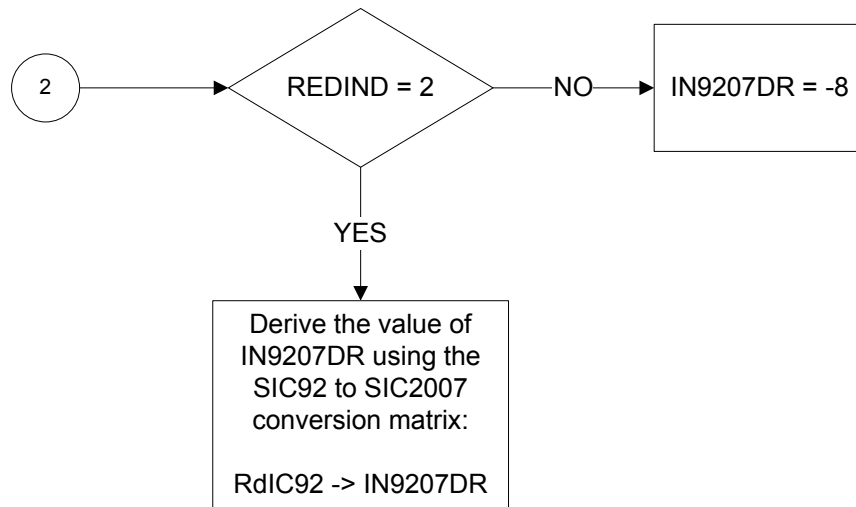 2
REDIND = 2
NO
IN9207DR = -8
YES
Derive the value of
IN9207DR using the
SIC92 to SIC2007
conversion matrix:
RdIC92 -> IN9207DR